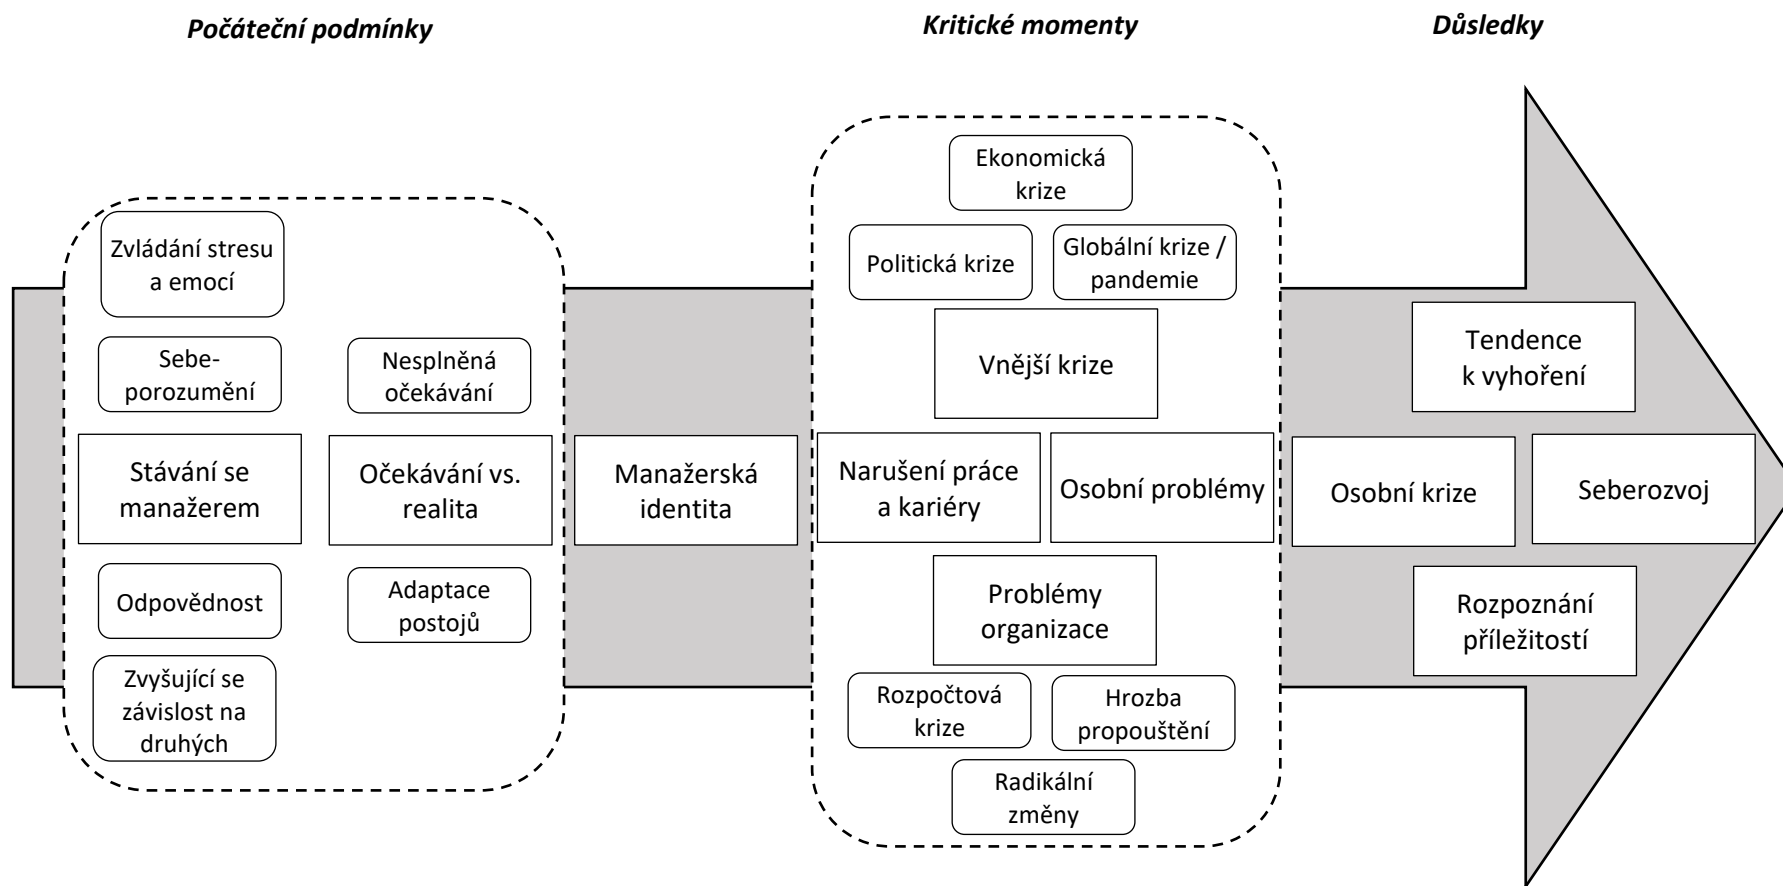 Počáteční podmínky
Kritické momenty
Důsledky
Zvládání stresu
a emocí
Sebe-
porozumění
Nesplněná
očekávání
Stávání se
manažerem
Očekávání vs.
realita
Odpovědnost
Adaptace
postojů
Zvyšující se
závislost na
druhých
Manažerská
identita
Ekonomická
krize
Politická krize
Globální krize /
pandemie
Vnější krize
Narušení práce
a kariéry
Osobní problémy
Problémy
organizace
Rozpočtová
krize
Hrozba
propouštění
Radikální
změny
Tendence
k vyhoření
Osobní krize
Seberozvoj
Rozpoznání
příležitostí